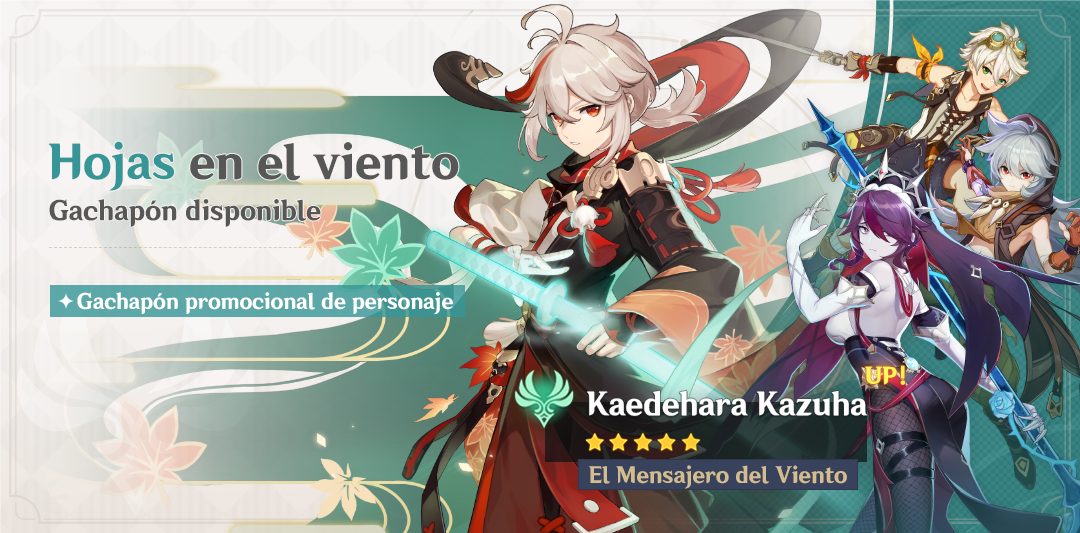 Hojas en el viento
Gachapón disponible
Gachapón promocional de personaje
UP!
Kaedehara Kazuha
El Mensajero del Viento